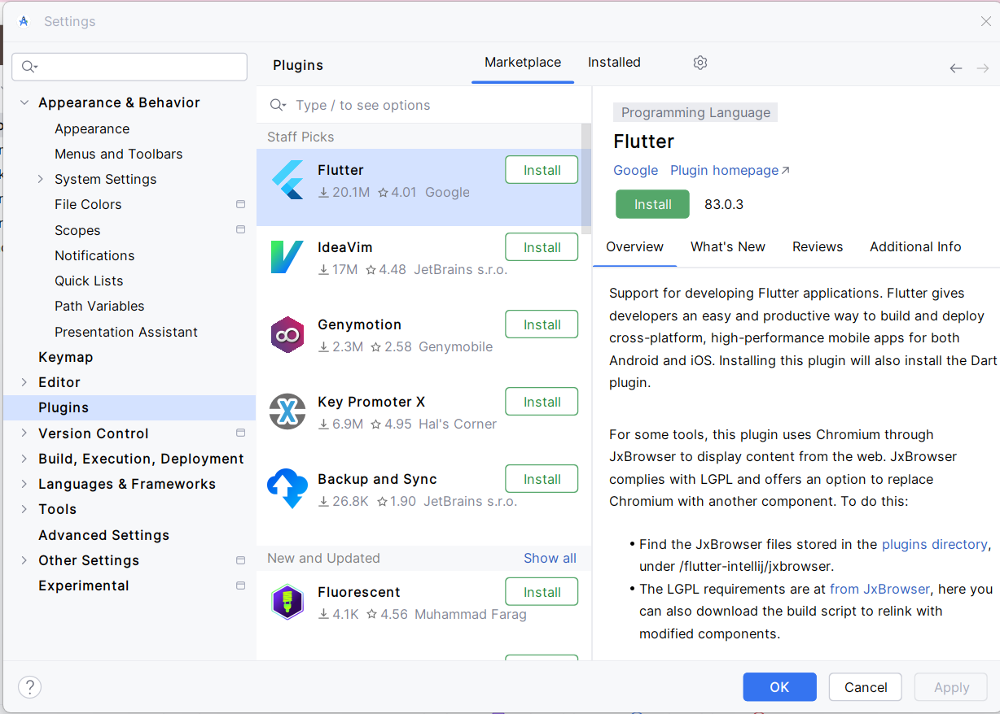 Settings
Appearance & Behavior
Appearance
Menus and Toolbars
System Settings
File Colors
Scopes
Notifications
Quick Lists
Path Variables
Presentation Assistant
Keymap
Editor
Plugins
Version Control
Build, Execution, Deployment
Languages & Frameworks
Tools
Advanced Settings
Other Settings
Experimental
Plugins
Marketplace
Installed
Type / to see options
Staff Picks
Flutter
Install
20.1M 4.01 Google
IdeaVim
Install
17M 4.48 JetBrains s.r.o.
Genymotion
Install
2.3M 2.58 Genymobile
Key Promoter X
Install
6.9M 4.95 Hal's Corner
Backup and Sync
Install
26.8K 1.90 JetBrains s.r.o.
New and Updated
Show all
Fluorescent
Install
4.1K 4.56 Muhammad Farag
Programming Language
Flutter
Google Plugin homepage↗
Install 83.0.3
Overview What's New Reviews Additional Info
Support for developing Flutter applications. Flutter gives
developers an easy and productive way to build and deploy
cross-platform, high-performance mobile apps for both
Android and iOS. Installing this plugin will also install the Dart
plugin.
For some tools, this plugin uses Chromium through
JxBrowser to display content from the web. JxBrowser
complies with LGPL and offers an option to replace
Chromium with another component. To do this:
• Find the JxBrowser files stored in the plugins directory,
under /flutter-intellij/jxbrowser.
• The LGPL requirements are at from JxBrowser, here you
can also download the build script to relink with
modified components.
?
OK
Cancel
Apply